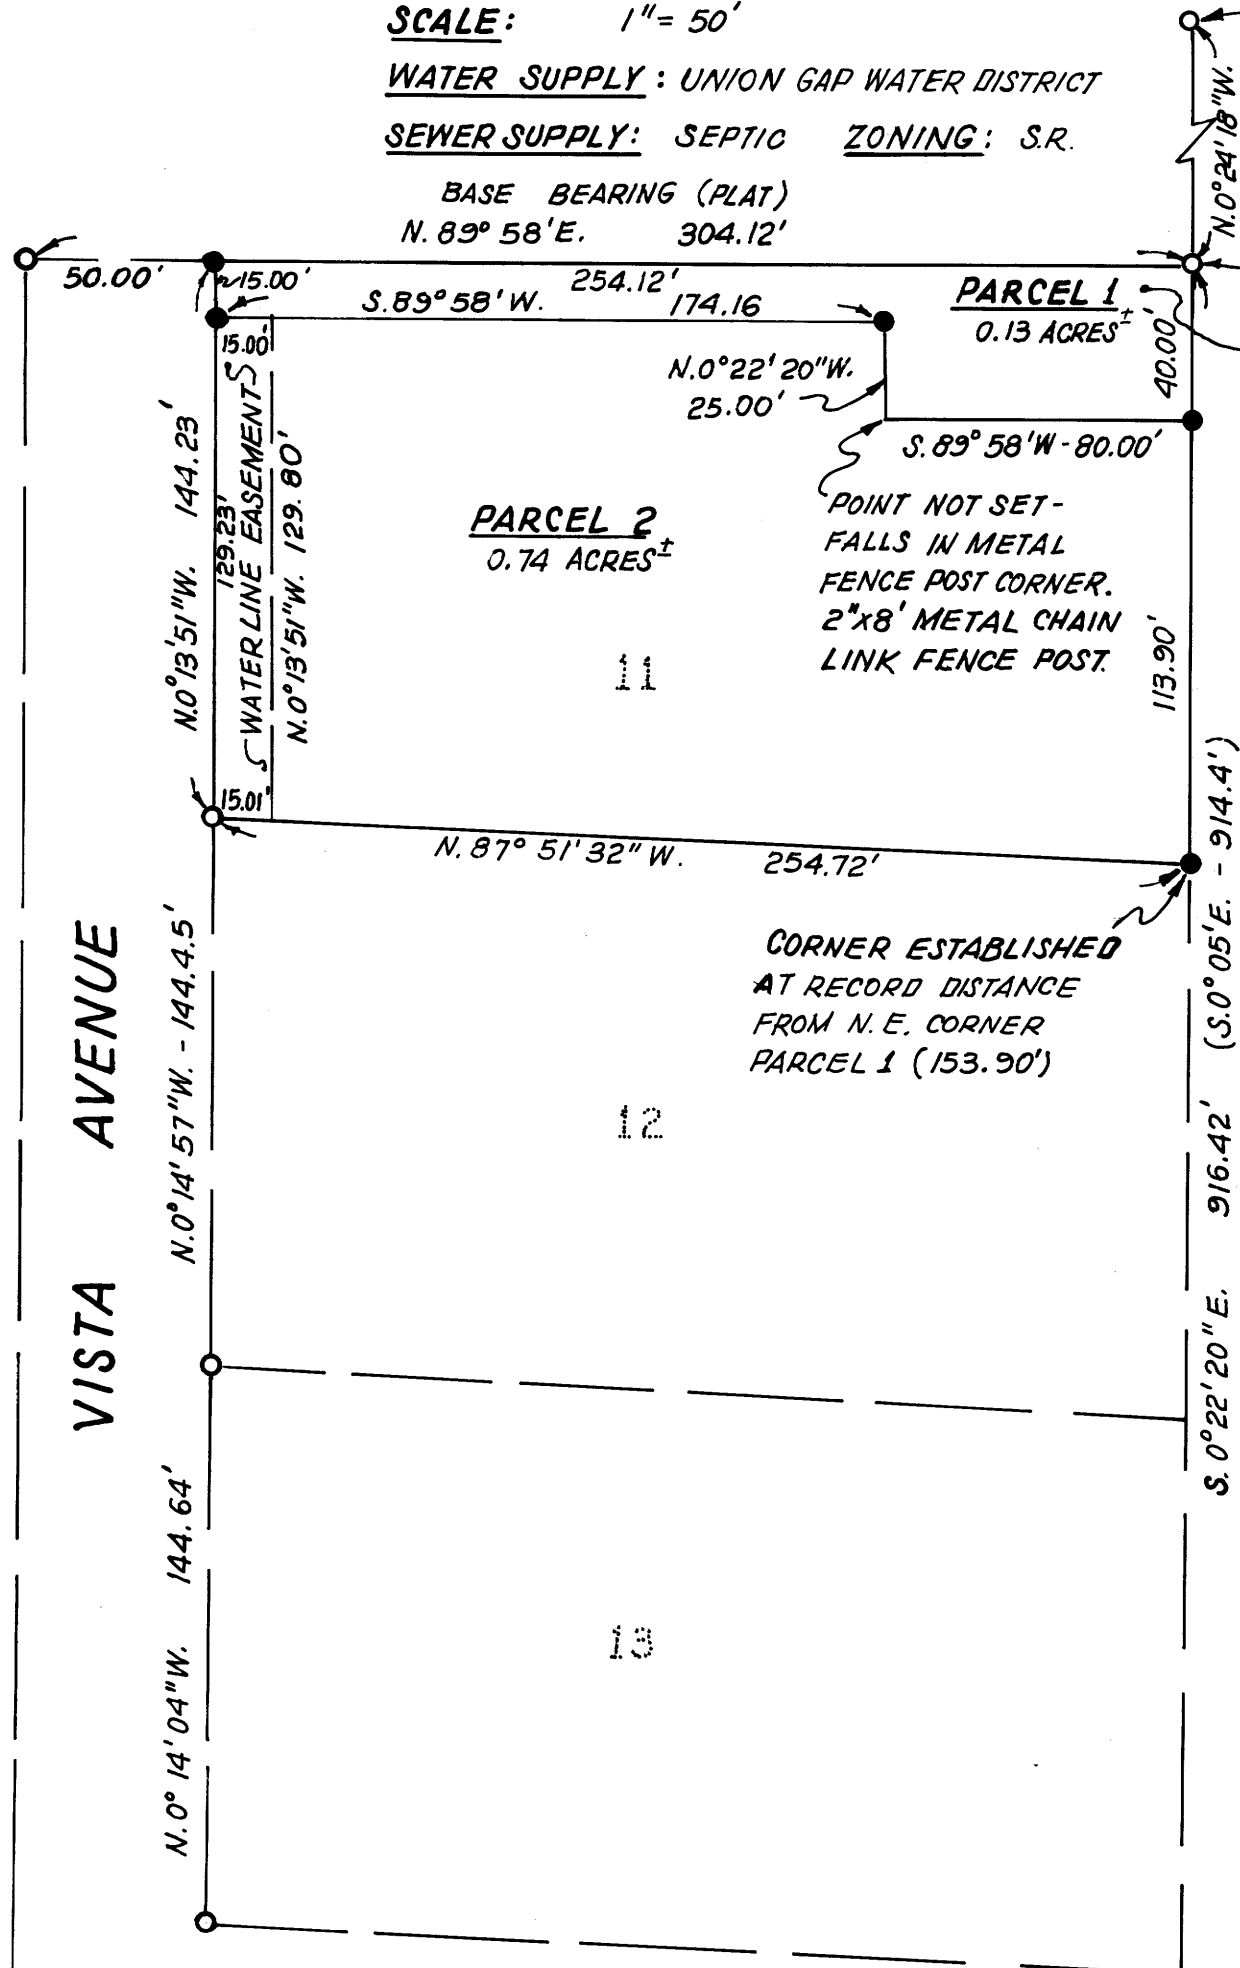 SCALE: 1"= 50'
WATER SUPPLY: UNION GAP WATER DISTRICT
SEWER SUPPLY: SEPTIC ZONING: S.R.
BASE BEARING (PLAT)
N. 89° 58' E. 304.12'
N.0°24'18"W.
50.00'
15.00'
254.12'
S.89° 58' W. 174.16
PARCEL 1
0.13 ACRES±
40.00'
15.00'
N.0°22'20"W.
25.00'
S.89° 58'W - 80.00'
N.0°13'51"W. 144.23'
129.23'
WATER LINE EASEMENT
N.0°13'51"W. 129.80'
PARCEL 2
0.74 ACRES±
POINT NOT SET-
FALLS IN METAL
FENCE POST CORNER.
2"x8' METAL CHAIN
LINK FENCE POST.
11
113.90'
15.01'
N. 87° 51' 32" W. 254.72'
CORNER ESTABLISHED
AT RECORD DISTANCE
FROM N.E. CORNER
PARCEL 1 (153.90')
(S.0°05'E. - 914.4')
S.0°22'20"E. 916.42'
VISTA AVENUE
N.0°14'57"W. - 144.45'
12
N.0°14'04"W. 144.64'
13